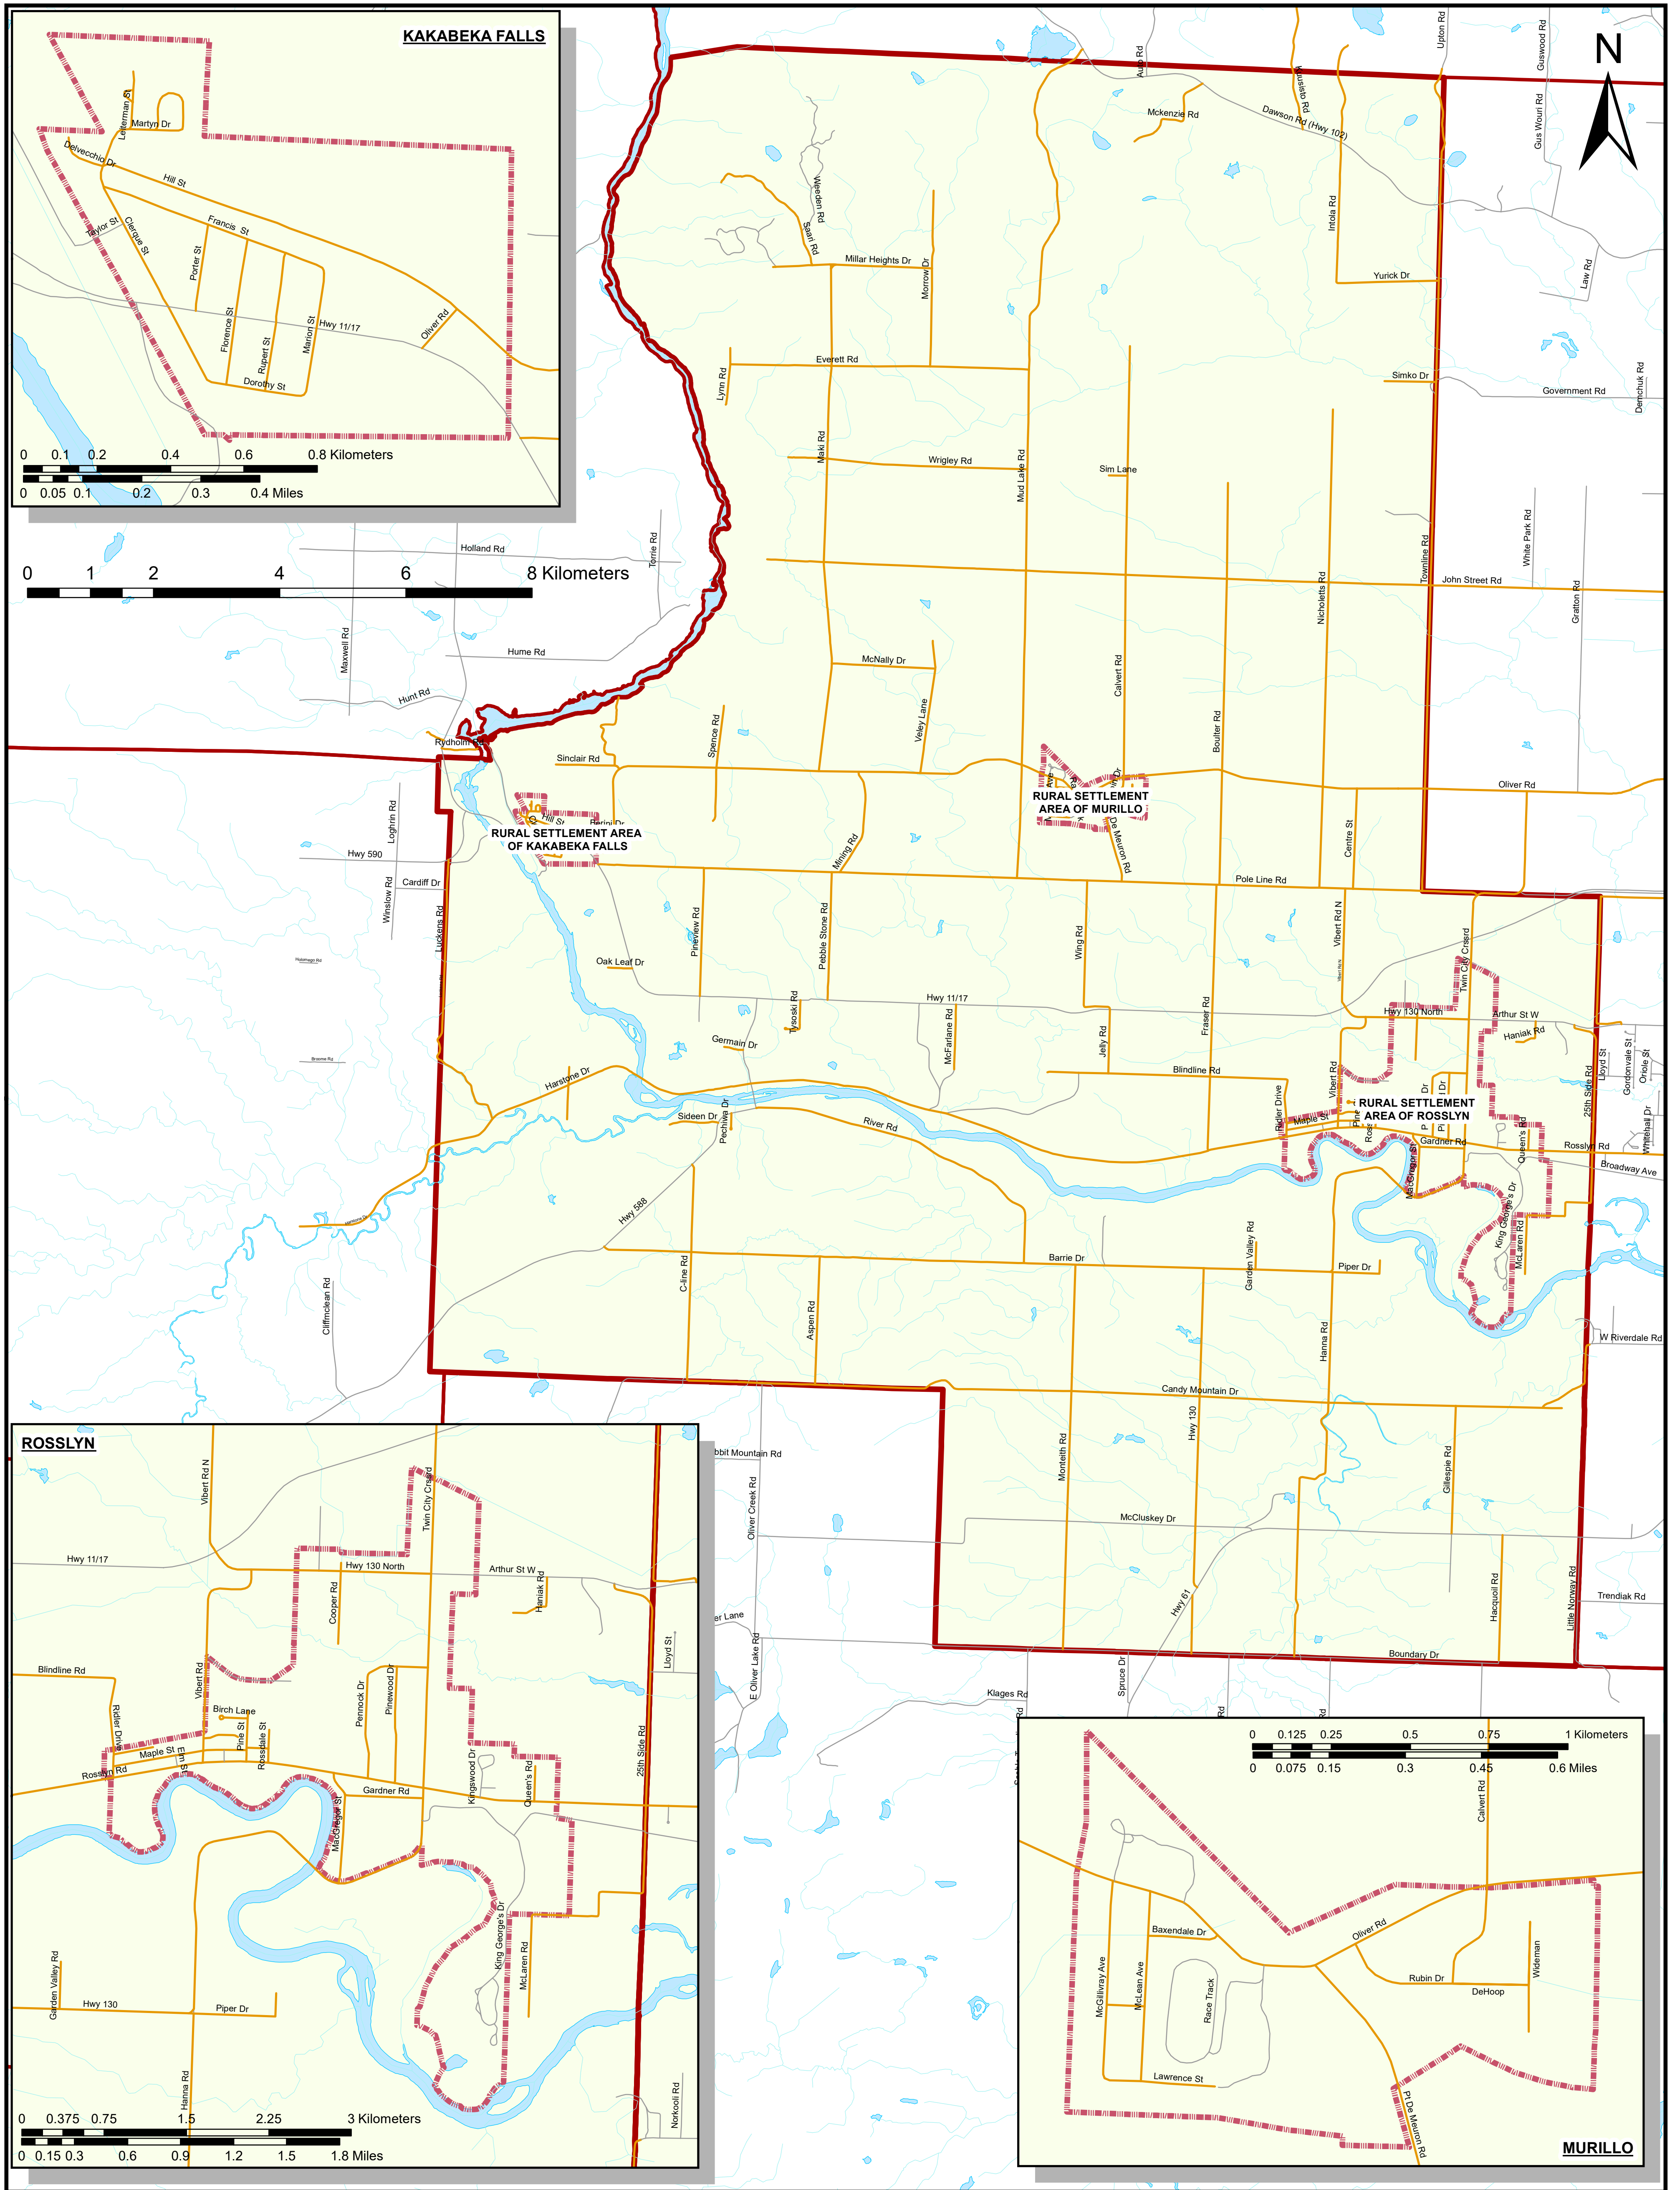 KAKABEKA FALLS
Leiterman St
Martyn Dr
Delvecchio Dr
Hill St
Taylor St
Clerque St
Francis St
Porter St
Florence St
Rupert St
Marion St
Hwy 11/17
Oliver Rd
Dorothy St
0 0.1 0.2 0.4 0.6 0.8 Kilometers
0 0.05 0.1 0.2 0.3 0.4 Miles
N
Auto Rd
Upton Rd
Guswood Rd
Gus Wouri Rd
Mckenzie Rd
Dawson Rd (Hwy 102)
Weeden Rd
Saari Rd
Intola Rd
Millar Heights Dr
Morrow Dr
Yurick Dr
Law Rd
Everett Rd
Lynn Rd
Simko Dr
Government Rd
Demchuk Rd
Maki Rd
Wrigley Rd
Mud Lake Rd
Sim Lane
Holland Rd
Torrie Rd
0 1 2 4 6 8 Kilometers
Townline Rd
White Park Rd
John Street Rd
Gratton Rd
Nicholetts Rd
Maxwell Rd
Hume Rd
McNally Dr
Calvert Rd
Hunt Rd
Veley Lane
Spence Rd
Boulter Rd
Sinclair Rd
Oliver Rd
RURAL SETTLEMENT
AREA OF MURILLO
De Meuron Rd
Hill St
RURAL SETTLEMENT AREA
OF KAKABEKA FALLS
Loghrin Rd
Hwy 590
Cardiff Dr
Winslow Rd
Luckens Rd
Mining Rd
Centre St
Pole Line Rd
Pineview Rd
Pebble Stone Rd
Wing Rd
Vibert Rd N
Twin City Crssrd
Oak Leaf Dr
Hwy 11/17
Tysoski Rd
McFarlane Rd
Fraser Rd
Hwy 130 North
Arthur St W
Haniak Rd
Germain Dr
Jelly Rd
Broome Rd
Harstone Dr
Blindline Rd
Vibert Rd
Ridler Drive
Maple St
RURAL SETTLEMENT
AREA OF ROSSLYN
25th Side Rd
Lloyd St
Gordonvale St
Oriole St
Whitehall Dr
Sideen Dr
Pechiwa Dr
River Rd
Gardner Rd
MacGregor St
Queen's Rd
Rosslyn Rd
Broadway Ave
King George's Dr
McLaren Rd
Hwy 588
C-line Rd
Barrie Dr
Garden Valley Rd
Piper Dr
Cliffmclean Rd
Aspen Rd
Hanna Rd
W Riverdale Rd
Candy Mountain Dr
Hwy 130
Monteith Rd
Gillespie Rd
bbit Mountain Rd
Oliver Creek Rd
McCluskey Dr
Hwy 61
Hacquoil Rd
Little Norway Rd
Trendiak Rd
er Lane
E Oliver Lake Rd
Boundary Dr
Spruce Dr
Klages Rd
Rd
Rd
Rd
ROSSLYN
Vibert Rd N
Twin City Crssrd
Hwy 11/17
Hwy 130 North
Arthur St W
Cooper Rd
Haniak Rd
Lloyd St
Blindline Rd
Vibert Rd
Ridler Drive
Birch Lane
Pennock Dr
Pinewood Dr
Pine St
Rossdale St
Maple St
Elm St
Rosslyn Rd
Gardner Rd
MacGregor St
Kingswood Dr
Queen's Rd
25th Side Rd
King George's Dr
McLaren Rd
Garden Valley Rd
Hwy 130
Piper Dr
Hanna Rd
Norkooli Rd
0 0.375 0.75 1.5 2.25 3 Kilometers
0 0.15 0.3 0.6 0.9 1.2 1.5 1.8 Miles
0 0.125 0.25 0.5 0.75 1 Kilometers
0 0.075 0.15 0.3 0.45 0.6 Miles
Calvert Rd
Baxendale Dr
Oliver Rd
McGillivray Ave
McLean Ave
Race Track
Rubin Dr
DeHoop
Wideman
Lawrence St
Pt De Meuron Rd
MURILLO